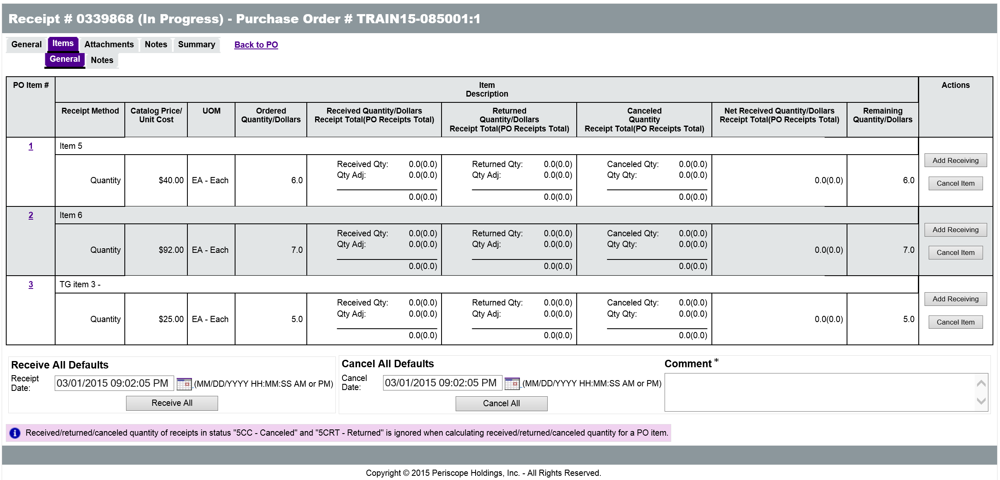 Receipt # 0339868 (In Progress) - Purchase Order # TRAIN15-085001:1
General Items Attachments Notes Summary Back to PO
General Notes
PO Item #
Item
Description
Actions
Receipt Method
Catalog Price/
Unit Cost
UOM
Ordered
Quantity/Dollars
Received Quantity/Dollars
Receipt Total(PO Receipts Total)
Returned
Quantity/Dollars
Receipt Total(PO Receipts Total)
Canceled
Quantity
Receipt Total(PO Receipts Total)
Net Received Quantity/Dollars
Receipt Total(PO Receipts Total)
Remaining
Quantity/Dollars
1 Item 5
Quantity $40.00 EA - Each 6.0
Received Qty: 0.0(0.0)
Qty Adj: 0.0(0.0)
0.0(0.0)
Returned Qty: 0.0(0.0)
Qty Adj: 0.0(0.0)
0.0(0.0)
Canceled Qty: 0.0(0.0)
Qty Qty: 0.0(0.0)
0.0(0.0)
0.0(0.0) 6.0
Add Receiving
Cancel Item
2 Item 6
Quantity $92.00 EA - Each 7.0
Received Qty: 0.0(0.0)
Qty Adj: 0.0(0.0)
0.0(0.0)
Returned Qty: 0.0(0.0)
Qty Adj: 0.0(0.0)
0.0(0.0)
Canceled Qty: 0.0(0.0)
Qty Qty: 0.0(0.0)
0.0(0.0)
0.0(0.0) 7.0
Add Receiving
Cancel Item
3 TG item 3 -
Quantity $25.00 EA - Each 5.0
Received Qty: 0.0(0.0)
Qty Adj: 0.0(0.0)
0.0(0.0)
Returned Qty: 0.0(0.0)
Qty Adj: 0.0(0.0)
0.0(0.0)
Canceled Qty: 0.0(0.0)
Qty Qty: 0.0(0.0)
0.0(0.0)
0.0(0.0) 5.0
Add Receiving
Cancel Item
Receive All Defaults
Receipt
Date:
03/01/2015 09:02:05 PM (MM/DD/YYYY HH:MM:SS AM or PM)
Receive All
Cancel All Defaults
Cancel
Date:
03/01/2015 09:02:05 PM (MM/DD/YYYY HH:MM:SS AM or PM)
Cancel All
Comment *
i Received/returned/canceled quantity of receipts in status "5CC - Canceled" and "5CRT - Returned" is ignored when calculating received/returned/canceled quantity for a PO item.
Copyright © 2015 Periscope Holdings, Inc. - All Rights Reserved.